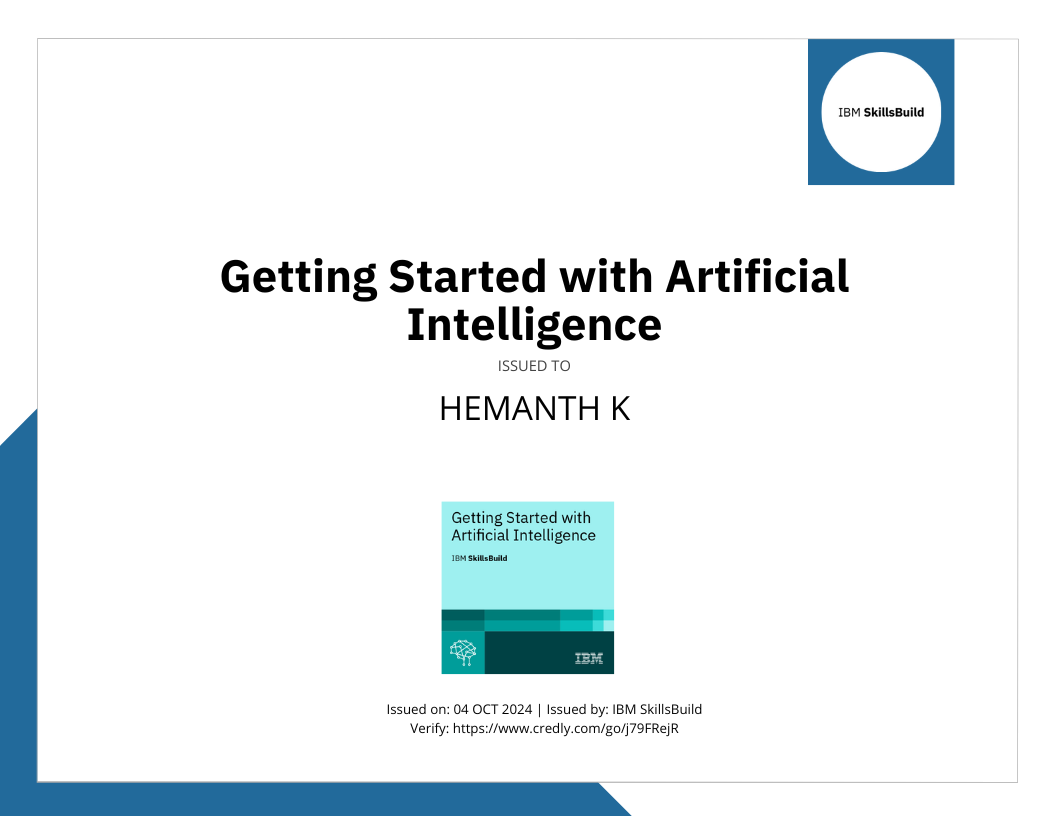 IBM SkillsBuild
Getting Started with Artificial
Intelligence
ISSUED TO
HEMANTH K
Getting Started with
Artificial Intelligence
IBM SkillsBuild
IBM
Issued on: 04 OCT 2024 | Issued by: IBM SkillsBuild
Verify: https://www.credly.com/go/j79FRejR